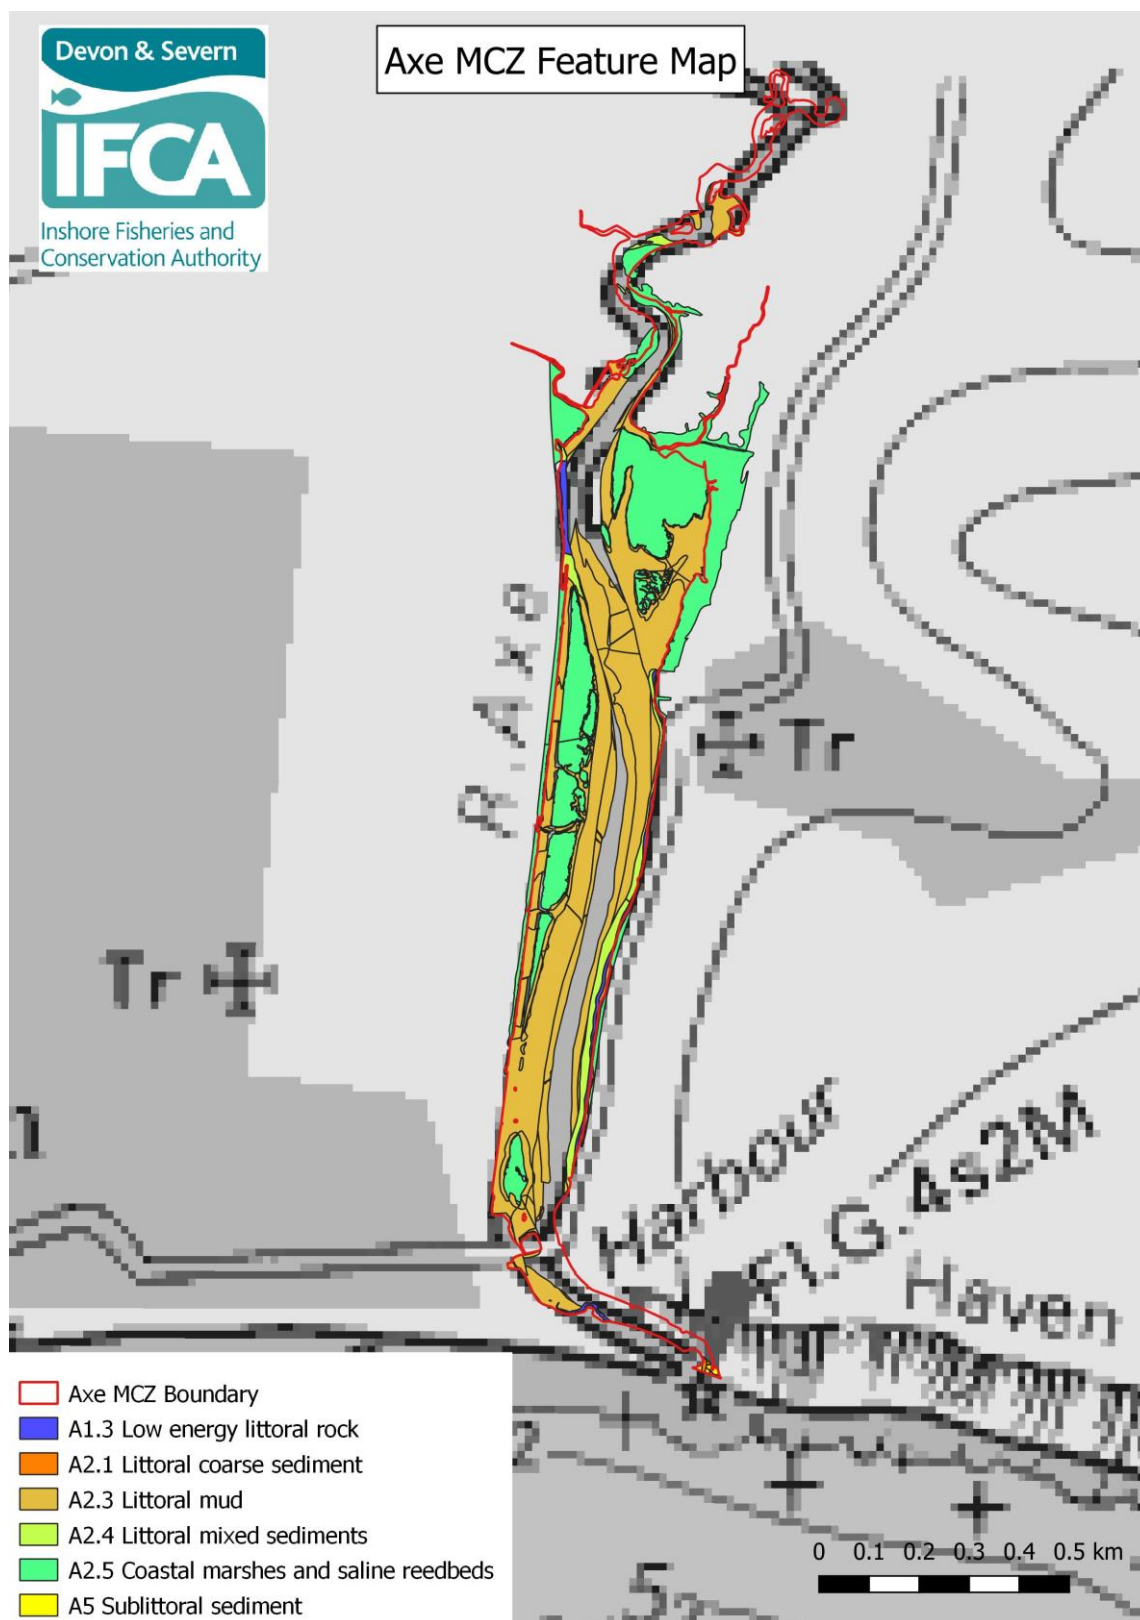 Devon & Severn
IFCA
Inshore Fisheries and
Conservation Authority
Axe MCZ Feature Map
R. Axe
Tr
Tr
Harbour
Fl.G.4s2M
Haven
Axe MCZ Boundary
A1.3 Low energy littoral rock
A2.1 Littoral coarse sediment
A2.3 Littoral mud
A2.4 Littoral mixed sediments
A2.5 Coastal marshes and saline reedbeds
A5 Sublittoral sediment
0 0.1 0.2 0.3 0.4 0.5 km